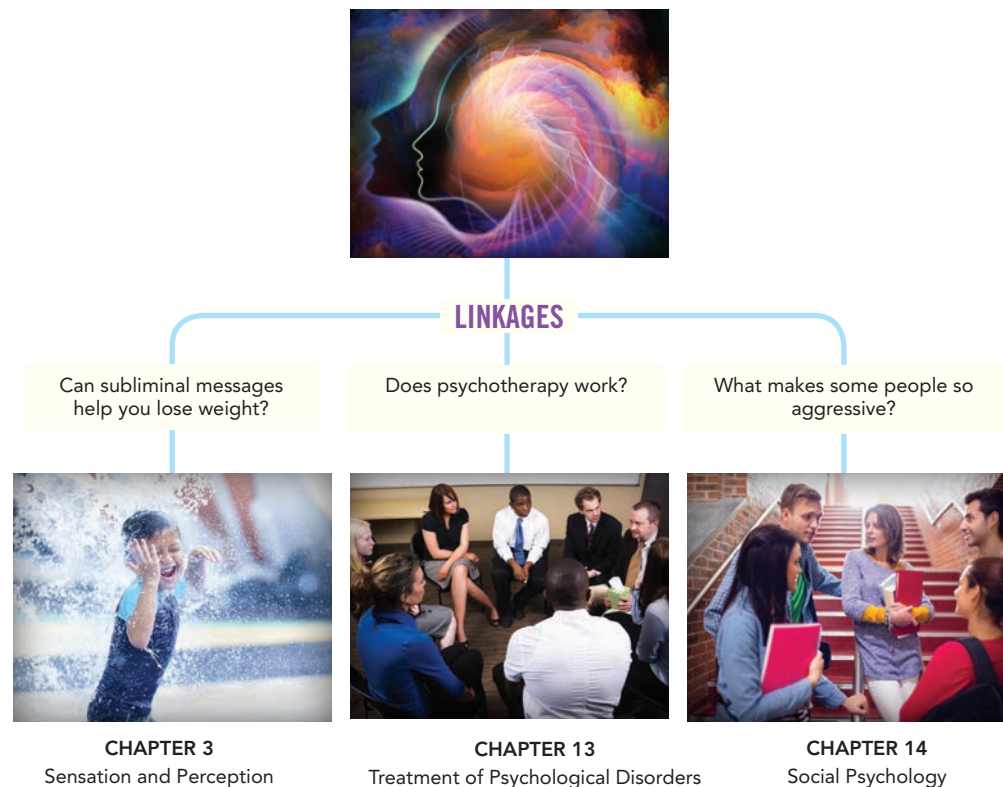 LINKAGES
Can subliminal messages
help you lose weight?
Does psychotherapy work?
What makes some people so
aggressive?
CHAPTER 3
Sensation and Perception
CHAPTER 13
Treatment of Psychological Disorders
CHAPTER 14
Social Psychology